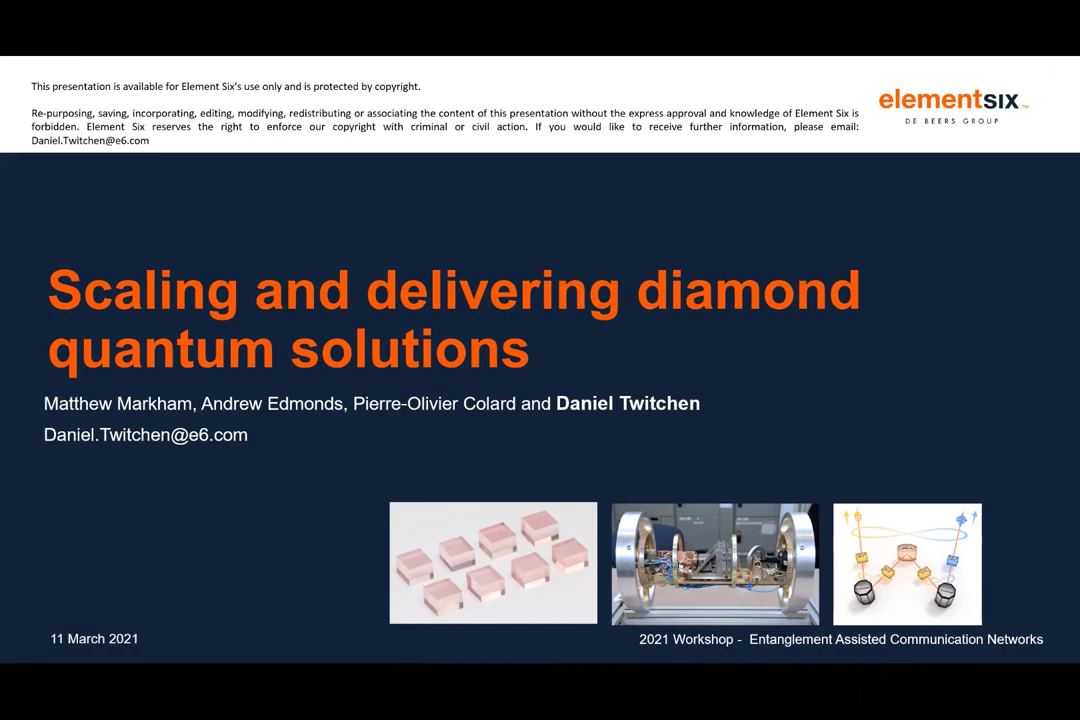 This presentation is available for Element Six's use only and is protected by copyright.
Re-purposing, saving, incorporating, editing, modifying, redistributing or associating the content of this presentation without the express approval and knowledge of Element Six is
forbidden. Element Six reserves the right to enforce our copyright with criminal or civil action. If you would like to receive further information, please email:
Daniel.Twitchen@e6.com
elementsix™
DE BEERS GROUP
Scaling and delivering diamond
quantum solutions
Matthew Markham, Andrew Edmonds, Pierre-Olivier Colard and Daniel Twitchen
Daniel.Twitchen@e6.com
11 March 2021
2021 Workshop - Entanglement Assisted Communication Networks